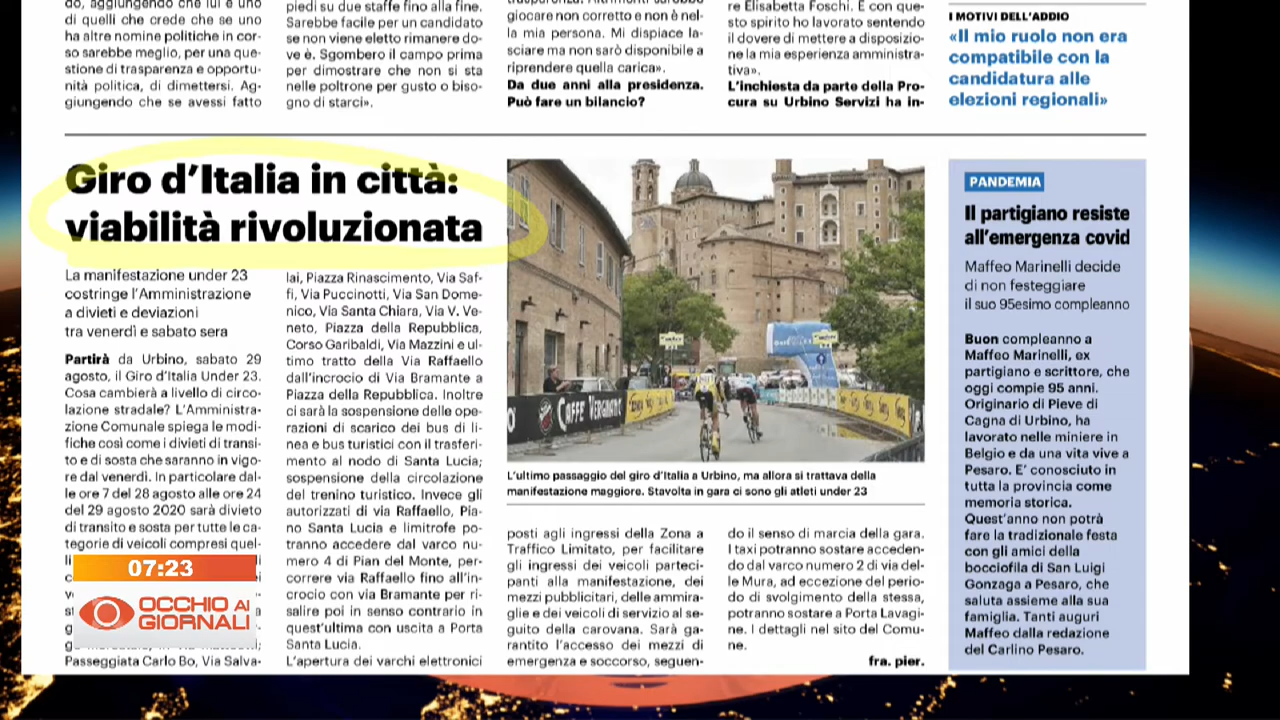 do, aggiungendo che lui è uno
di quelli che crede che se uno
ha altre nomine politiche in cor-
so sarebbe meglio, per una que-
stione di trasparenza e opportu-
nità politica, di dimettersi. Ag-
giungendo che se avessi fatto
piedi su due staffe fino alla fine.
Sarebbe facile per un candidato
se non viene eletto rimanere do-
ve è. Sgombero il campo prima
per dimostrare che non si sta
nelle poltrone per gusto o biso-
gno di starci».
giocare non corretto e non è nel-
la mia persona. Mi dispiace la-
sciare ma non sarò disponibile a
riprendere quella carica».
Da due anni alla presidenza.
Può fare un bilancio?
re Elisabetta Foschi. E con que-
sto spirito ho lavorato sentendo
il dovere di mettere a disposizio-
ne la mia esperienza amministra-
tiva».
L'inchiesta da parte della Pro-
cura su Urbino Servizi ha in-
I MOTIVI DELL'ADDIO
«Il mio ruolo non era
compatibile con la
candidatura alle
elezioni regionali»
Giro d'Italia in città:
viabilità rivoluzionata
La manifestazione under 23
costringe l'Amministrazione
a divieti e deviazioni
tra venerdì e sabato sera
Partirà da Urbino, sabato 29
agosto, il Giro d'Italia Under 23.
Cosa cambierà a livello di circo-
lazione stradale? L'Amministra-
zione Comunale spiega le modi-
fiche così come i divieti di transi-
to e di sosta che saranno in vigo-
re dal venerdì. In particolare dal-
le ore 7 del 28 agosto alle ore 24
del 29 agosto 2020 sarà divieto
di transito e sosta per tutte le ca-
tegorie di veicoli compresi quel-
07:23
OCCHIO AI
GIORNALI
Passeggiata Carlo Bo, Via Salva-
lai, Piazza Rinascimento, Via Saf-
fi, Via Puccinotti, Via San Dome-
nico, Via Santa Chiara, Via V. Ve-
neto, Piazza della Repubblica,
Corso Garibaldi, Via Mazzini e ul-
timo tratto della Via Raffaello
dall'incrocio di Via Bramante a
Piazza della Repubblica. Inoltre
ci sarà la sospensione delle ope-
razioni di scarico dei bus di li-
nea e bus turistici con il trasferi-
mento al nodo di Santa Lucia;
sospensione della circolazione
del trenino turistico. Invece gli
autorizzati di via Raffaello, Pia-
no Santa Lucia e limitrofe po-
tranno accedere dal varco nu-
mero 4 di Pian del Monte, per-
correre via Raffaello fino all'in-
crocio con via Bramante per ri-
salire poi in senso contrario in
quest'ultima con uscita a Porta
Santa Lucia.
L'apertura dei varchi elettronici
CAFFÈ VERGNANO
L'ultimo passaggio del giro d'Italia a Urbino, ma allora si trattava della
manifestazione maggiore. Stavolta in gara ci sono gli atleti under 23
posti agli ingressi della Zona a
Traffico Limitato, per facilitare
gli ingressi dei veicoli parteci-
panti alla manifestazione, dei
mezzi pubblicitari, delle ammira-
glie e dei veicoli di servizio al se-
guito della carovana. Sarà ga-
rantito l'accesso dei mezzi di
emergenza e soccorso, seguen-
do il senso di marcia della gara.
I taxi potranno sostare acceden-
do dal varco numero 2 di via del-
le Mura, ad eccezione del perio-
do di svolgimento della stessa,
potranno sostare a Porta Lavagi-
ne. I dettagli nel sito del Comu-
ne.
fra. pier.
PANDEMIA
Il partigiano resiste
all'emergenza covid
Maffeo Marinelli decide
di non festeggiare
il suo 95esimo compleanno
Buon compleanno a
Maffeo Marinelli, ex
partigiano e scrittore, che
oggi compie 95 anni.
Originario di Pieve di
Cagna di Urbino, ha
lavorato nelle miniere in
Belgio e da una vita vive a
Pesaro. E' conosciuto in
tutta la provincia come
memoria storica.
Quest'anno non potrà
fare la tradizionale festa
con gli amici della
bocciofila di San Luigi
Gonzaga a Pesaro, che
saluta assieme alla sua
famiglia. Tanti auguri
Maffeo dalla redazione
del Carlino Pesaro.